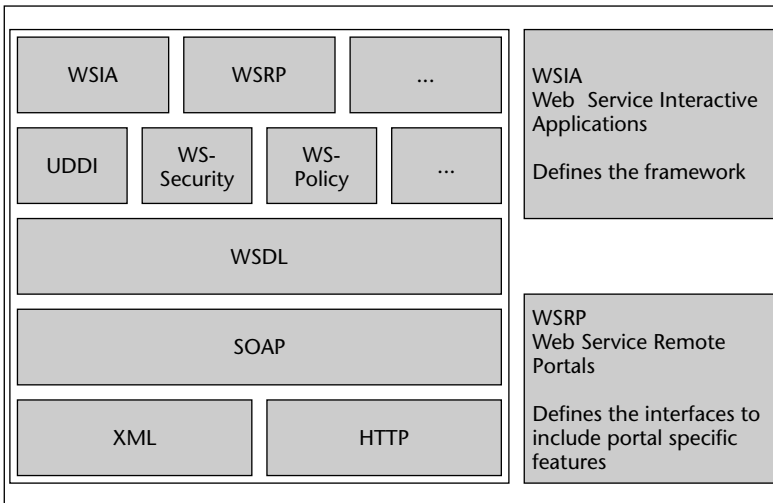 WSIA
WSRP
...
UDDI
WS-
Security
WS-
Policy
...
WSDL
SOAP
XML
HTTP
WSIA
Web Service Interactive
Applications
Defines the framework
WSRP
Web Service Remote
Portals
Defines the interfaces to
include portal specific
features